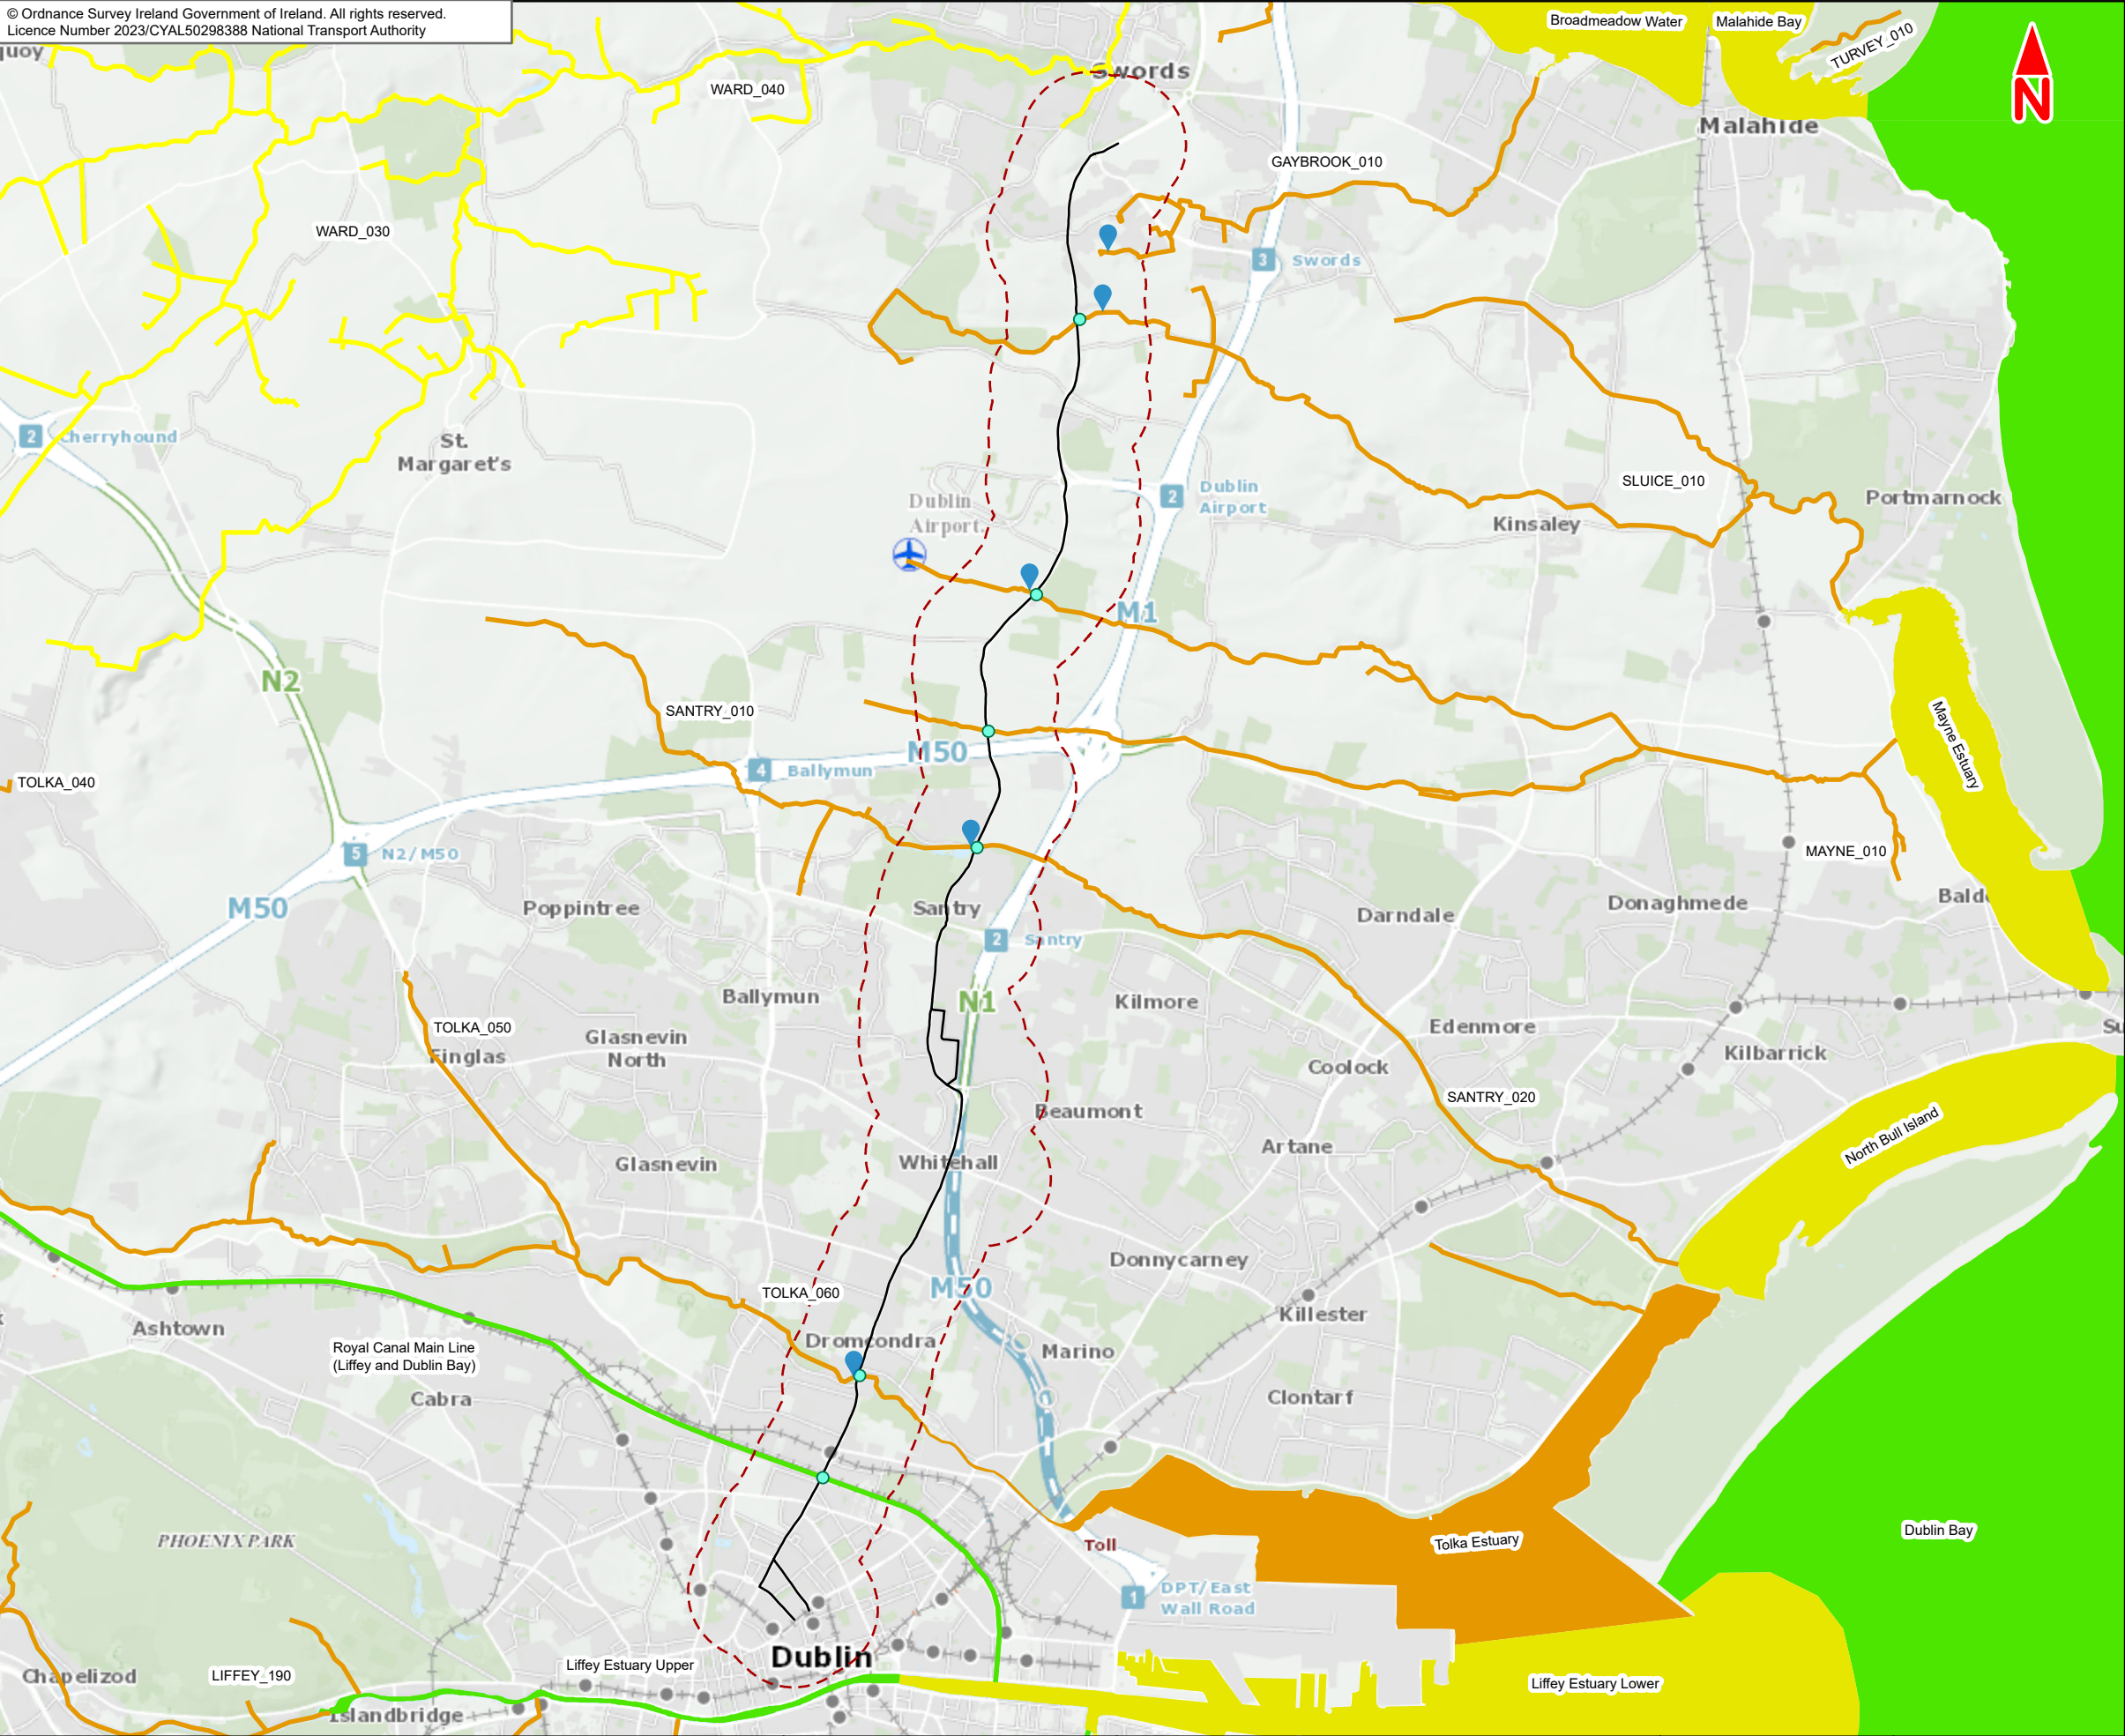 © Ordnance Survey Ireland Government of Ireland. All rights reserved.
Licence Number 2023/CYAL50298388 National Transport Authority
quoy
Swords
WARD_040
Broadmeadow Water
Malahide Bay
TURVEY_010
N
Malahide
GAYBROOK_010
WARD_030
3 Swords
2 Cherryhound
St.
Margaret's
Dublin
Airport
2 Dublin
Airport
SLUICE_010
Portmarnock
Kinsaley
M1
N2
SANTRY_010
M50
4 Ballymun
TOLKA_040
Mayne Estuary
5 N2/M50
MAYNE_010
M50
Poppintree
Santry
Darndale
Donaghmede
Bald
2 Santry
Ballymun
N1
Kilmore
TOLKA_050
Finglas
Glasnevin
North
Edenmore
Kilbarrick
Su
Coolock
SANTRY_020
Beaumont
North Bull Island
Artane
Glasnevin
Whitehall
Donnycarney
M50
TOLKA_060
Killester
Ashtown
Dromcondra
Royal Canal Main Line
(Liffey and Dublin Bay)
Marino
Cabra
Clontarf
PHOENIX PARK
Toll
Tolka Estuary
Dublin Bay
1 DPT/East
Wall Road
Dublin
Chapelizod
LIFFEY_190
Liffey Estuary Upper
Liffey Estuary Lower
Islandbridge